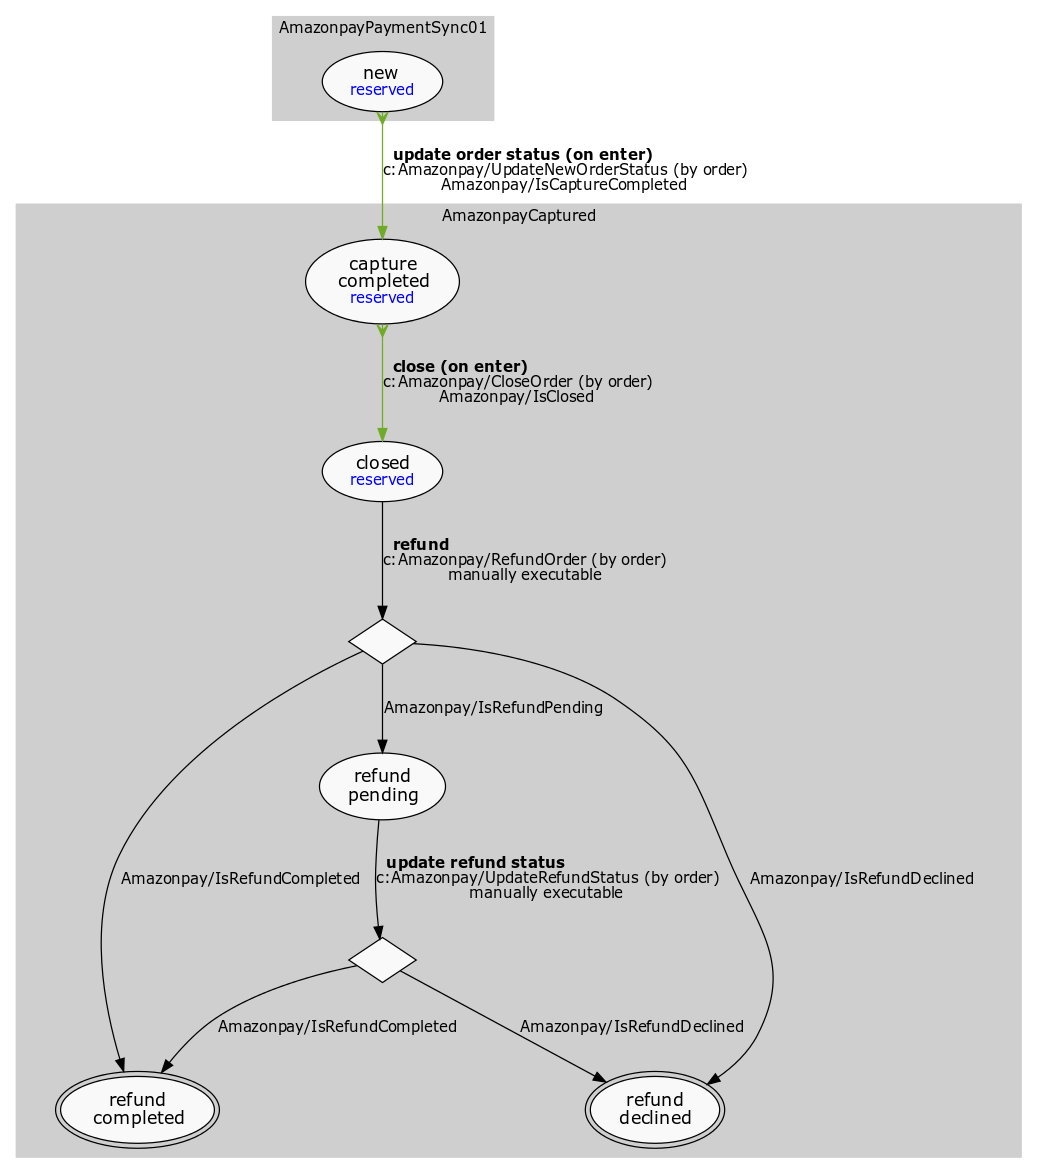 AmazonpayPaymentSync01
new
reserved
update order status (on enter)
c:Amazonpay/UpdateNewOrderStatus (by order)
Amazonpay/IsCaptureCompleted
AmazonpayCaptured
capture
completed
reserved
close (on enter)
c:Amazonpay/CloseOrder (by order)
Amazonpay/IsClosed
closed
reserved
refund
c:Amazonpay/RefundOrder (by order)
manually executable
Amazonpay/IsRefundPending
refund
pending
update refund status
c:Amazonpay/UpdateRefundStatus (by order)
manually executable
Amazonpay/IsRefundCompleted
Amazonpay/IsRefundDeclined
Amazonpay/IsRefundCompleted
Amazonpay/IsRefundDeclined
refund
completed
refund
declined